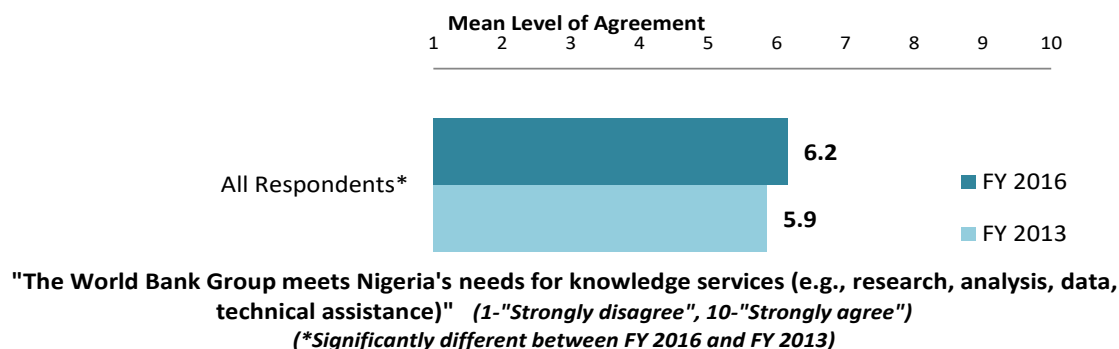 Mean Level of Agreement
1 2 3 4 5 6 7 8 9 10
6.2
All Respondents*
FY 2016
5.9
FY 2013
"The World Bank Group meets Nigeria's needs for knowledge services (e.g., research, analysis, data,
technical assistance)" (1-"Strongly disagree", 10-"Strongly agree")
(*Significantly different between FY 2016 and FY 2013)